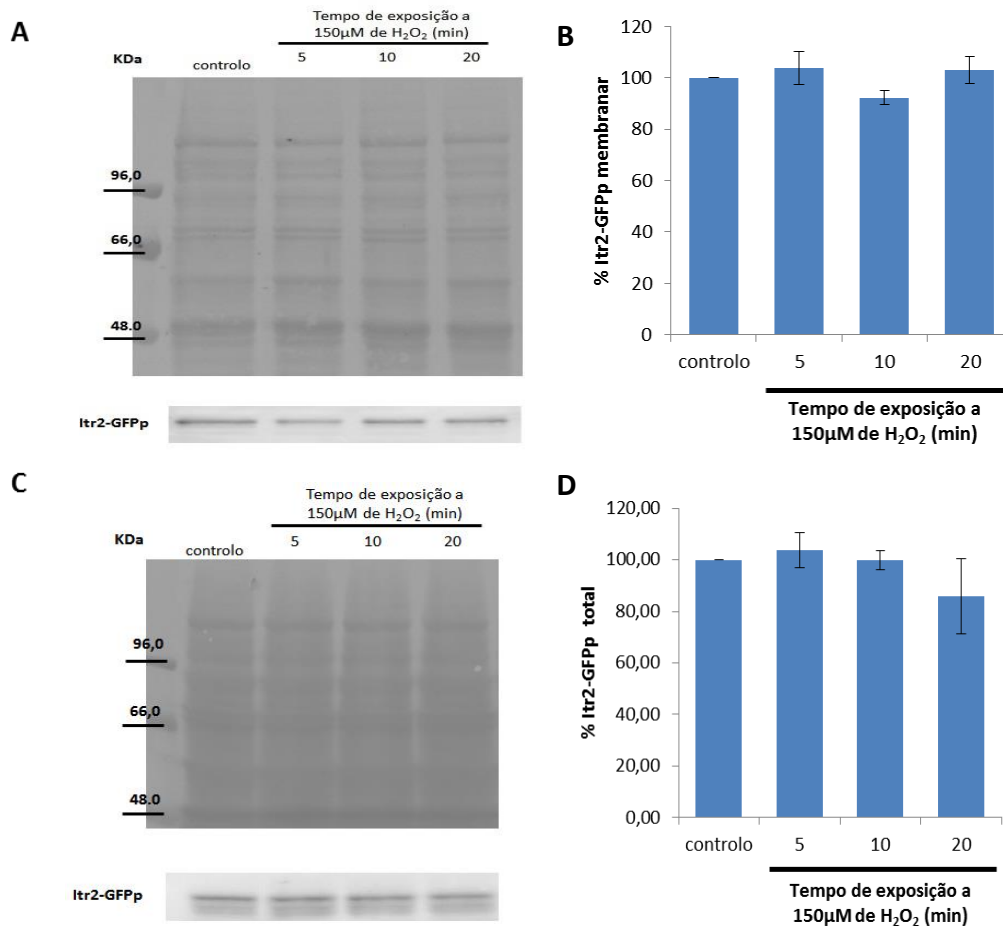 A
Tempo de exposição a
150µM de H₂O₂ (min)
KDa
controlo
5
10
20
96,0
66,0
48.0
Itr2-GFPp
B
% Itr2-GFPp membranar
120
100
80
60
40
20
0
controlo
5
10
20
Tempo de exposição a
150µM de H₂O₂ (min)
C
Tempo de exposição a
150µM de H₂O₂ (min)
KDa
controlo
5
10
20
96,0
66,0
48.0
Itr2-GFPp
D
% Itr2-GFPp total
120,00
100,00
80,00
60,00
40,00
20,00
0,00
controlo
5
10
20
Tempo de exposição a
150µM de H₂O₂ (min)